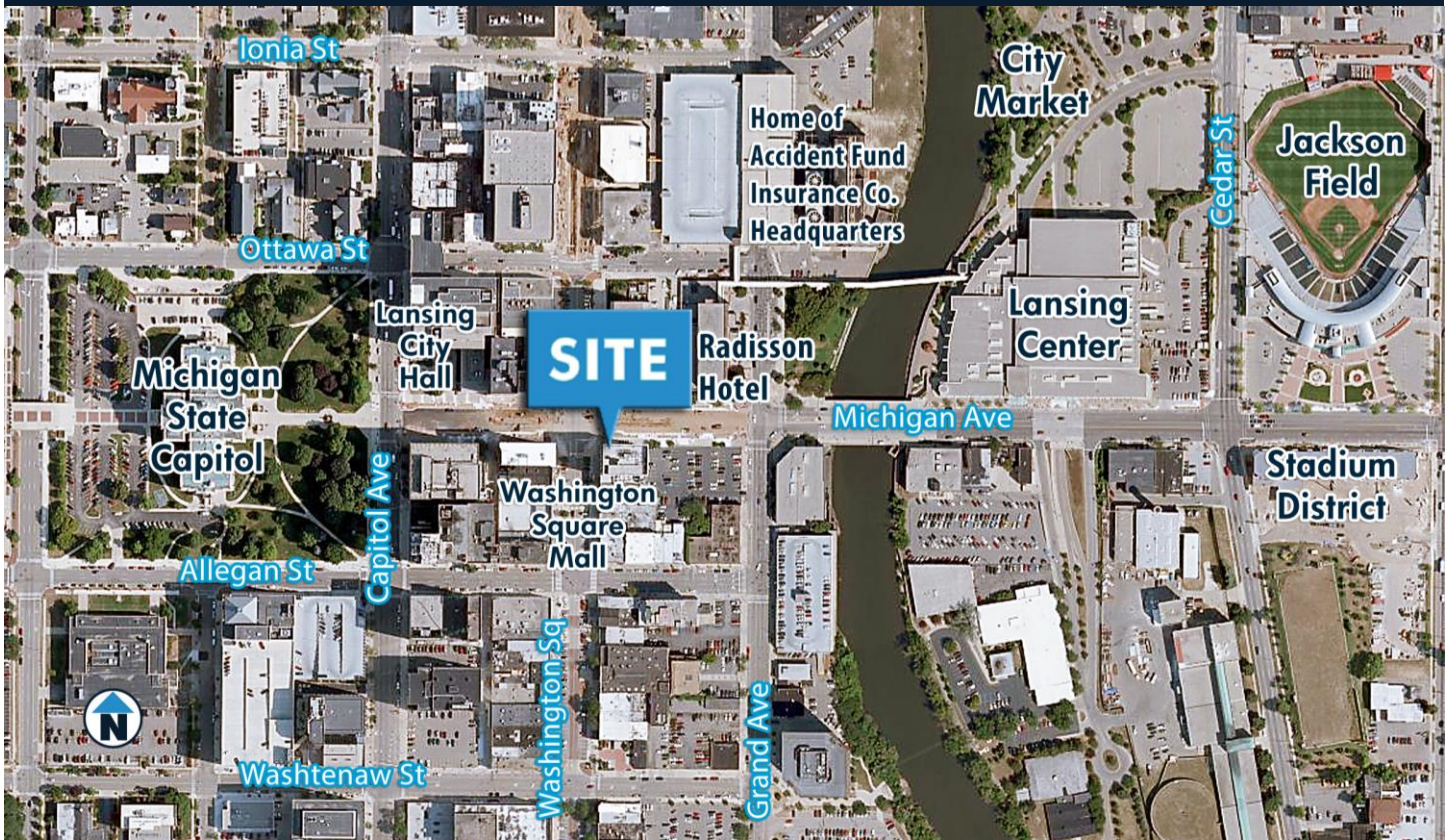 Ionia St
City
Market
Home of
Accident Fund
Insurance Co.
Headquarters
Cedar St
Jackson
Field
Ottawa St
Lansing
City
Hall
SITE
Radisson
Hotel
Lansing
Center
Michigan
State
Capitol
Michigan Ave
Capitol Ave
Washington
Square
Mall
Stadium
District
Allegan St
Washington Sq
Grand Ave
N
Washtenaw St